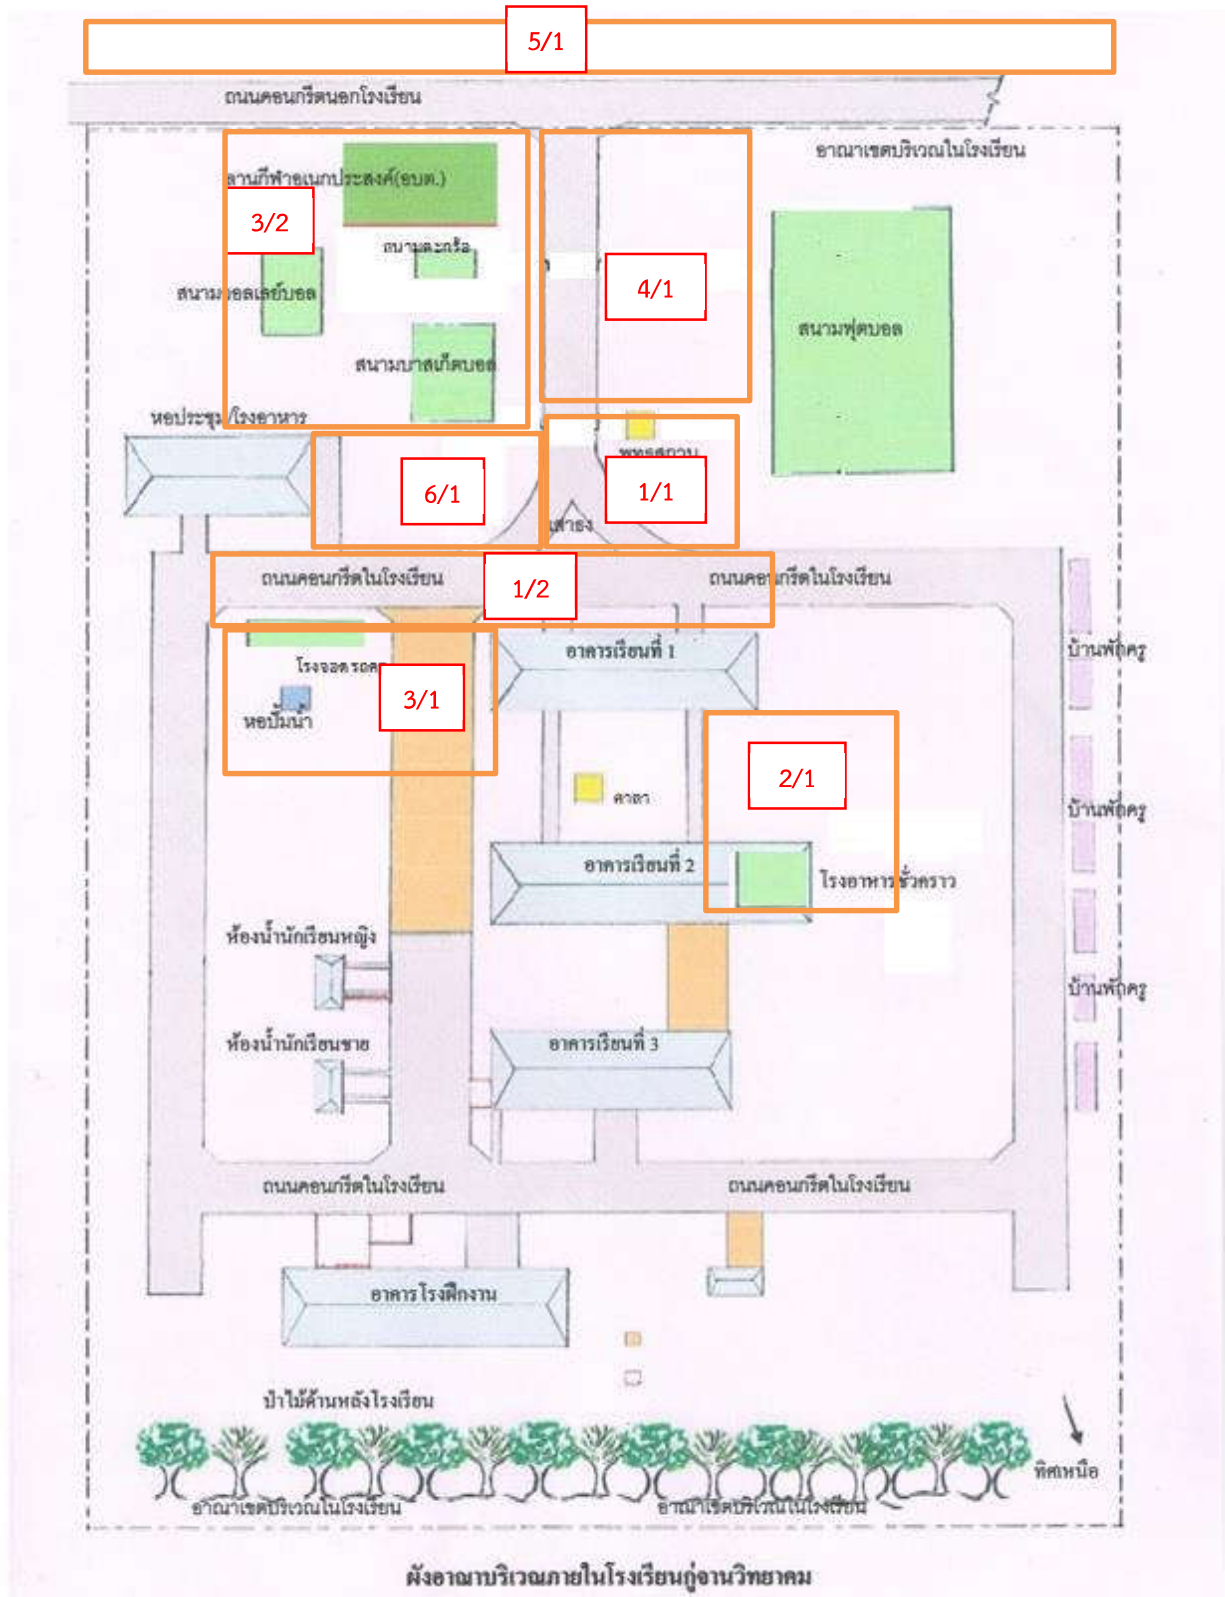 5/1
ถนนคอนกรีตนอกโรงเรียน
อาณาเขตบริเวณในโรงเรียน
ลานกีฬาอเนกประสงค์(อบต.)
3/2
สนามตะกร้อ
4/1
สนามวอลเลย์บอล
สนามฟุตบอล
สนามบาสเก็ตบอล
หอประชุม/โรงอาหาร
พุทธสถาน
6/1
1/1
เสาธง
ถนนคอนกรีตในโรงเรียน
1/2
ถนนคอนกรีตในโรงเรียน
อาคารเรียนที่ 1
บ้านพักครู
โรงจอดรถ
3/1
หอปั๊มน้ำ
2/1
ศาลา
บ้านพักครู
อาคารเรียนที่ 2
โรงอาหารชั่วคราว
ห้องน้ำนักเรียนหญิง
บ้านพักครู
ห้องน้ำนักเรียนชาย
อาคารเรียนที่ 3
ถนนคอนกรีตในโรงเรียน
ถนนคอนกรีตในโรงเรียน
อาคารโรงฝึกงาน
ป่าไม้ด้านหลังโรงเรียน
ทิศเหนือ
อาณาเขตบริเวณในโรงเรียน
อาณาเขตบริเวณในโรงเรียน
ผังอาณาบริเวณภายในโรงเรียนกู่จานวิทยาคม